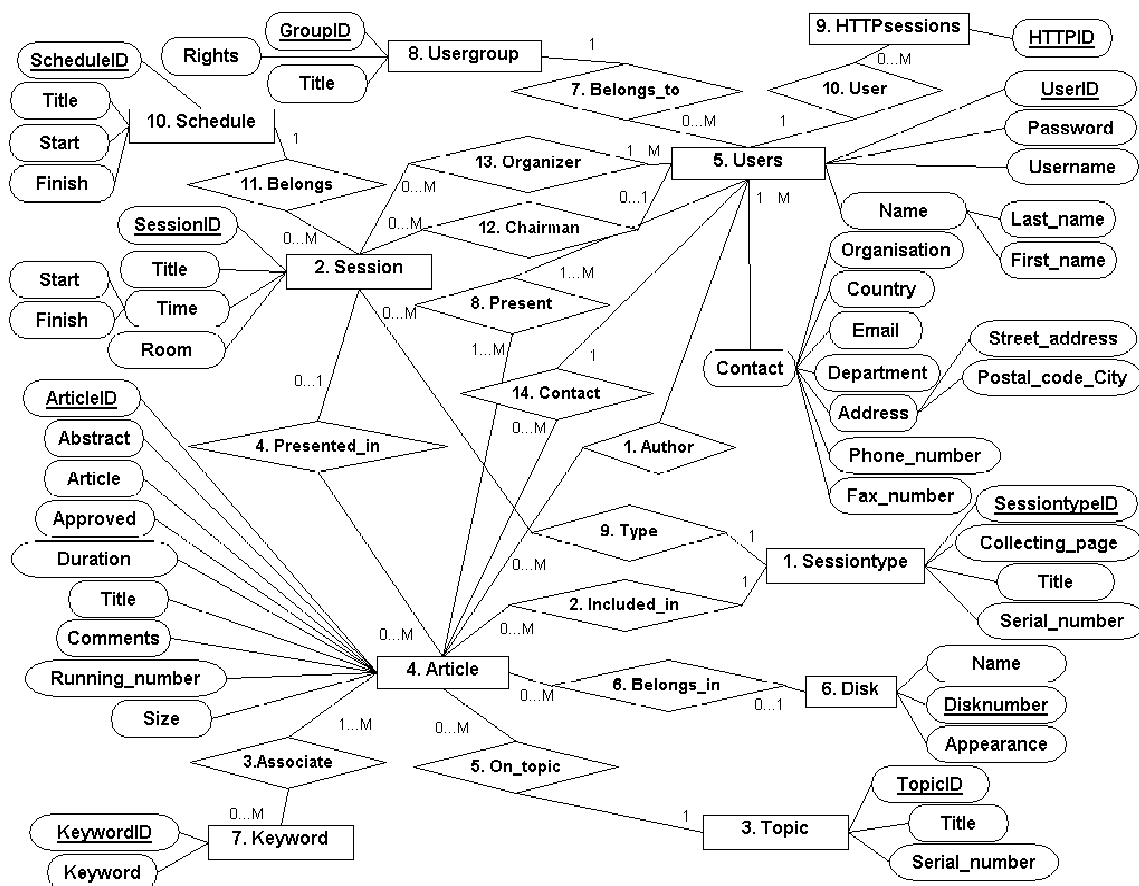 GroupID
9. HTTPsessions
HTTPID
Rights
8. Usergroup
1
ScheduleID
Title
0...M
7. Belongs_to
10. User
UserID
Title
10. Schedule
0...M
1
Password
Start
1
13. Organizer
1 M
5. Users
Username
Finish
11. Belongs
0...M
0...1
1 M
Name
Last_name
SessionID
0...M
0...M
12. Chairman
Organisation
First_name
Title
2. Session
1...M
Country
Start
Time
0...M
8. Present
Email
Finish
Room
1...M
1
Contact
Department
Street_address
Postal_code_City
0...1
14. Contact
Address
ArticleID
0...M
Abstract
4. Presented_in
1. Author
Phone_number
Article
Fax_number
SessiontypeID
Approved
9. Type
1
Collecting_page
Duration
0...M
1. Sessiontype
Title
Title
1
2. Included_in
Serial_number
Comments
0...M
0...M
Running_number
4. Article
Name
Size
0...M
6. Belongs_in
0...1
6. Disk
Disknumber
1...M
0...M
Appearance
3.Associate
5. On_topic
TopicID
0...M
1
3. Topic
Title
KeywordID
7. Keyword
Serial_number
Keyword